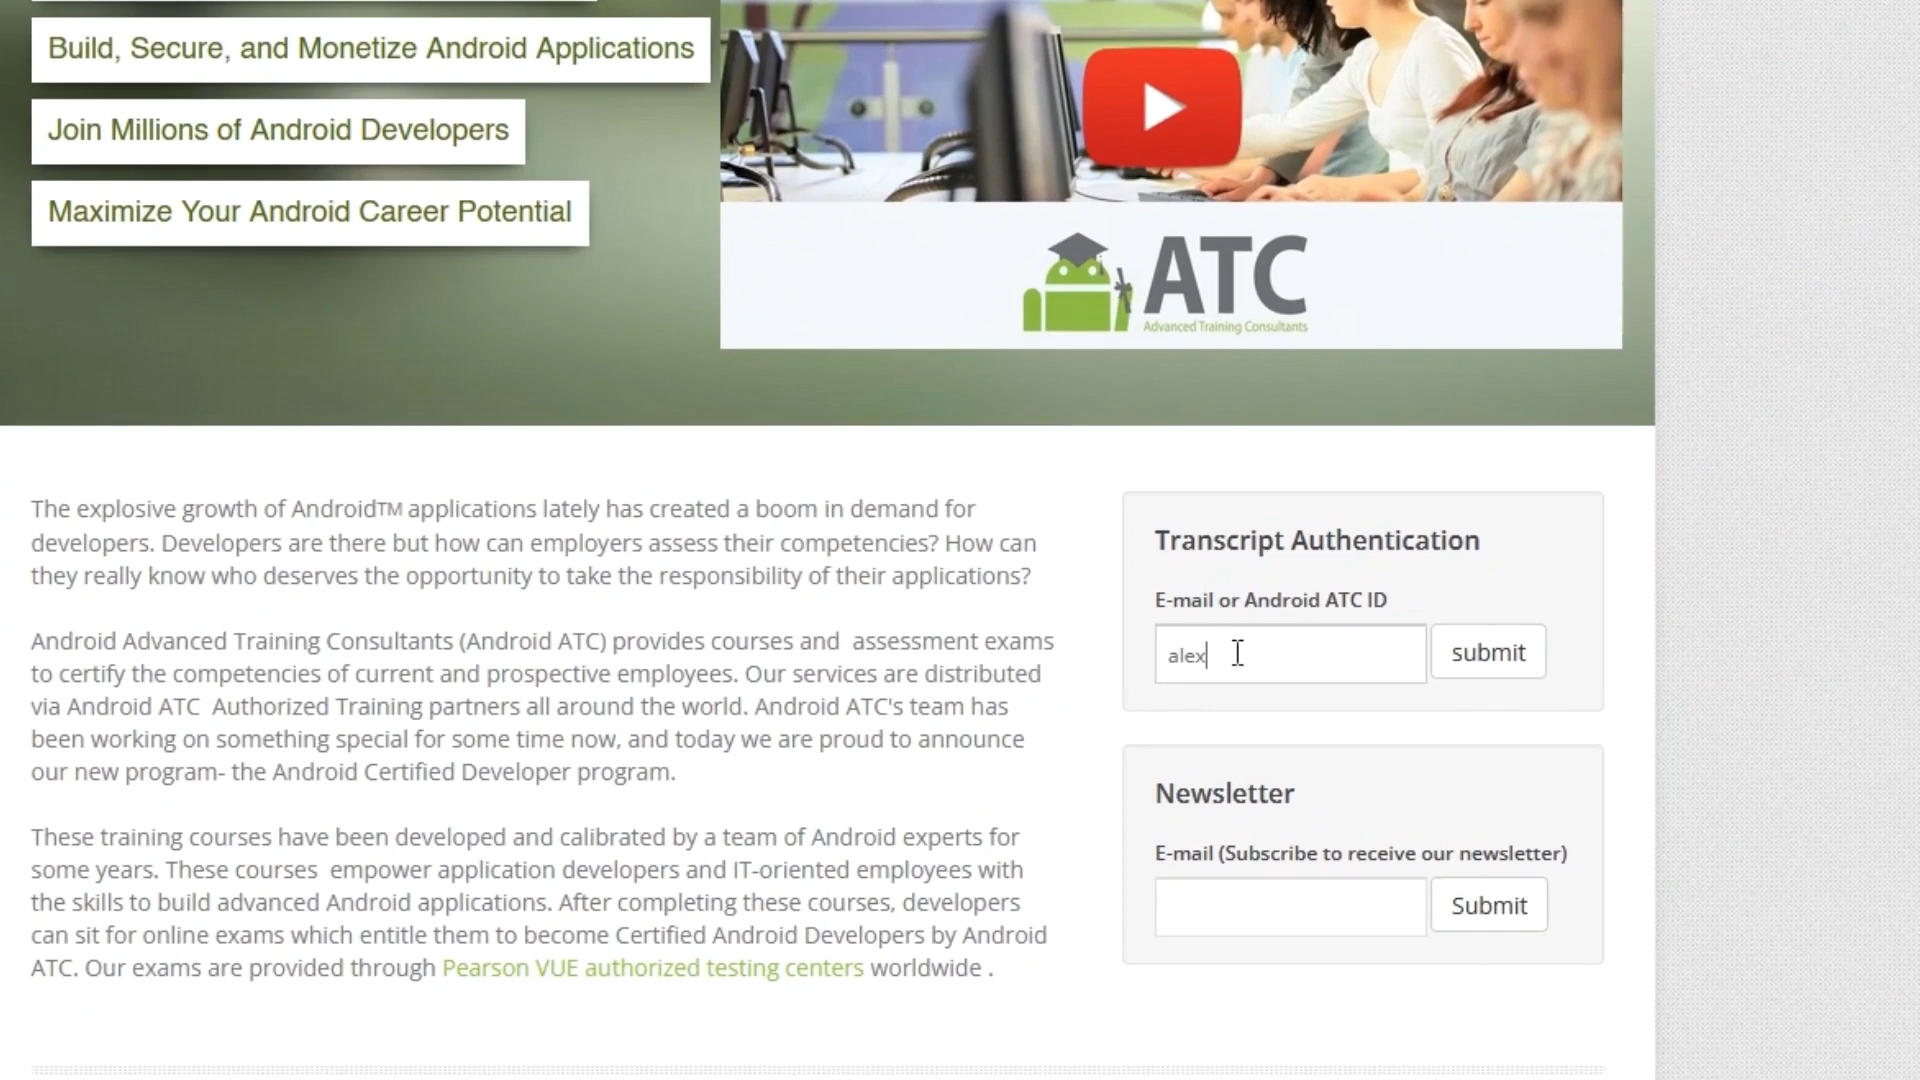 Build, Secure, and Monetize Android Applications
Join Millions of Android Developers
Maximize Your Android Career Potential
ATC
Advanced Training Consultants
The explosive growth of Android™ applications lately has created a boom in demand for
developers. Developers are there but how can employers assess their competencies? How can
they really know who deserves the opportunity to take the responsibility of their applications?
Android Advanced Training Consultants (Android ATC) provides courses and assessment exams
to certify the competencies of current and prospective employees. Our services are distributed
via Android ATC Authorized Training partners all around the world. Android ATC's team has
been working on something special for some time now, and today we are proud to announce
our new program- the Android Certified Developer program.
These training courses have been developed and calibrated by a team of Android experts for
some years. These courses empower application developers and IT-oriented employees with
the skills to build advanced Android applications. After completing these courses, developers
can sit for online exams which entitle them to become Certified Android Developers by Android
ATC. Our exams are provided through Pearson VUE authorized testing centers worldwide .
Transcript Authentication
E-mail or Android ATC ID
alex
submit
Newsletter
E-mail (Subscribe to receive our newsletter)
Submit